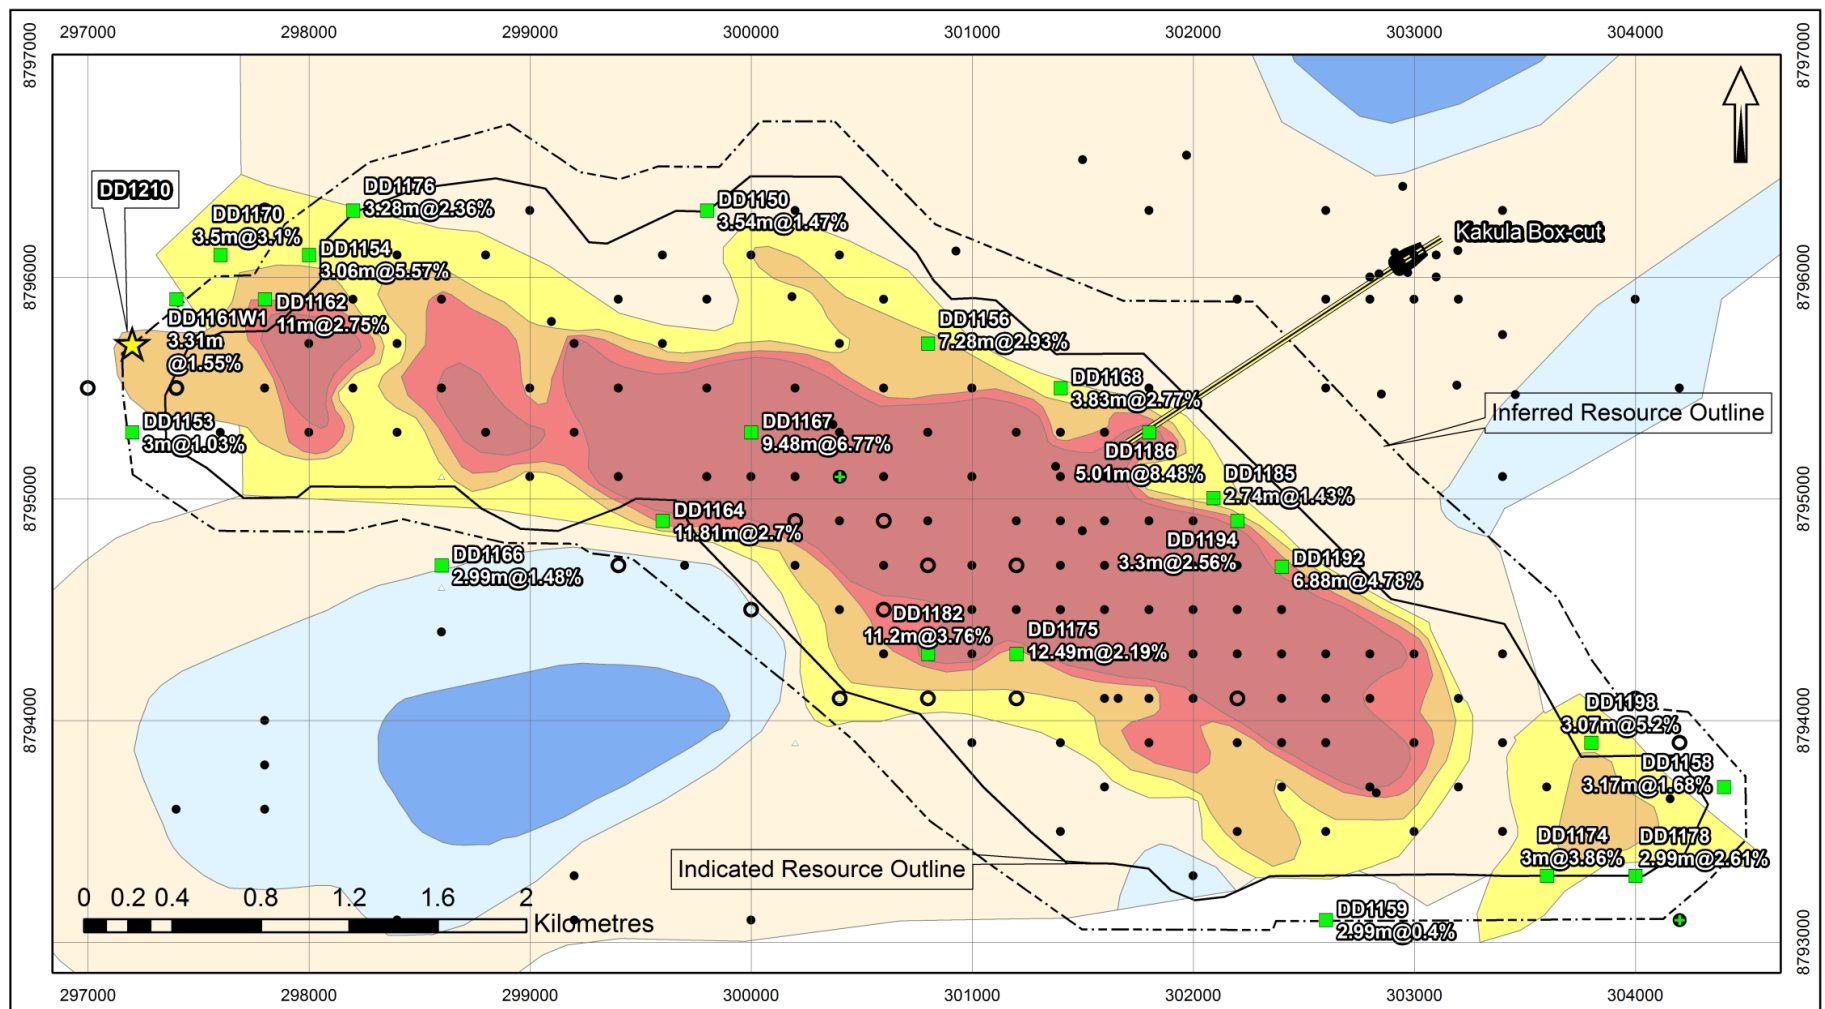 297000 298000 299000 300000 301000 302000 303000 304000
8797000
8797000
DD1210
DD1176
3.28m@2.36%
DD1150
3.54m@1.47%
DD1170
3.5m@3.1%
Kakula Box-cut
DD1154
3.06m@5.57%
8796000
8796000
DD1162
11m@2.75%
DD1161W1
3.31m
@1.55%
DD1156
7.28m@2.93%
DD1168
3.83m@2.77%
Inferred Resource Outline
DD1153
3m@1.03%
DD1167
9.48m@6.77%
DD1186
5.01m@8.48%
DD1185
2.74m@1.43%
8795000
8795000
DD1164
11.81m@2.7%
DD1194
3.3m@2.56%
DD1166
2.99m@1.48%
DD1192
6.88m@4.78%
DD1182
11.2m@3.76%
DD1175
12.49m@2.19%
8794000
8794000
DD1198
3.07m@5.2%
DD1158
3.17m@1.68%
DD1174
3m@3.86%
DD1178
2.99m@2.61%
Indicated Resource Outline
0 0.2 0.4 0.8 1.2 1.6 2
Kilometres
DD1159
2.99m@0.4%
8793000
8793000
297000 298000 299000 300000 301000 302000 303000 304000